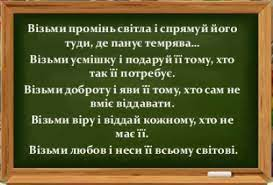 Візьми промінь світла і спрямуй його
туди, де панує темрява...
Візьми усмішку і подаруй її тому, хто
так її потребує.
Візьми доброту і яви її тому, хто сам не
вміє віддавати.
Візьми віру і віддай кожному, хто не
має її.
Візьми любов і неси її всьому світові.